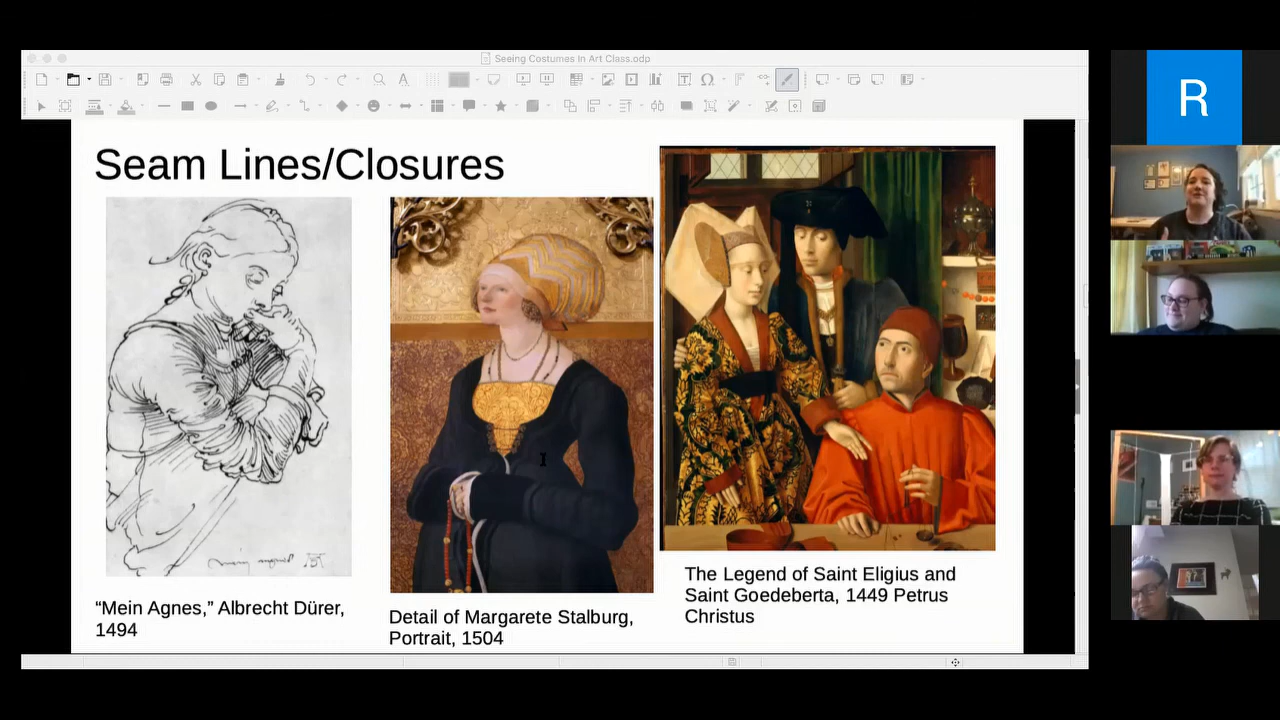 Seeing Costumes In Art Class.odp
R
Seam Lines/Closures
“Mein Agnes,” Albrecht Dürer,
1494
Detail of Margarete Stalburg,
Portrait, 1504
The Legend of Saint Eligius and
Saint Goedeberta, 1449 Petrus
Christus